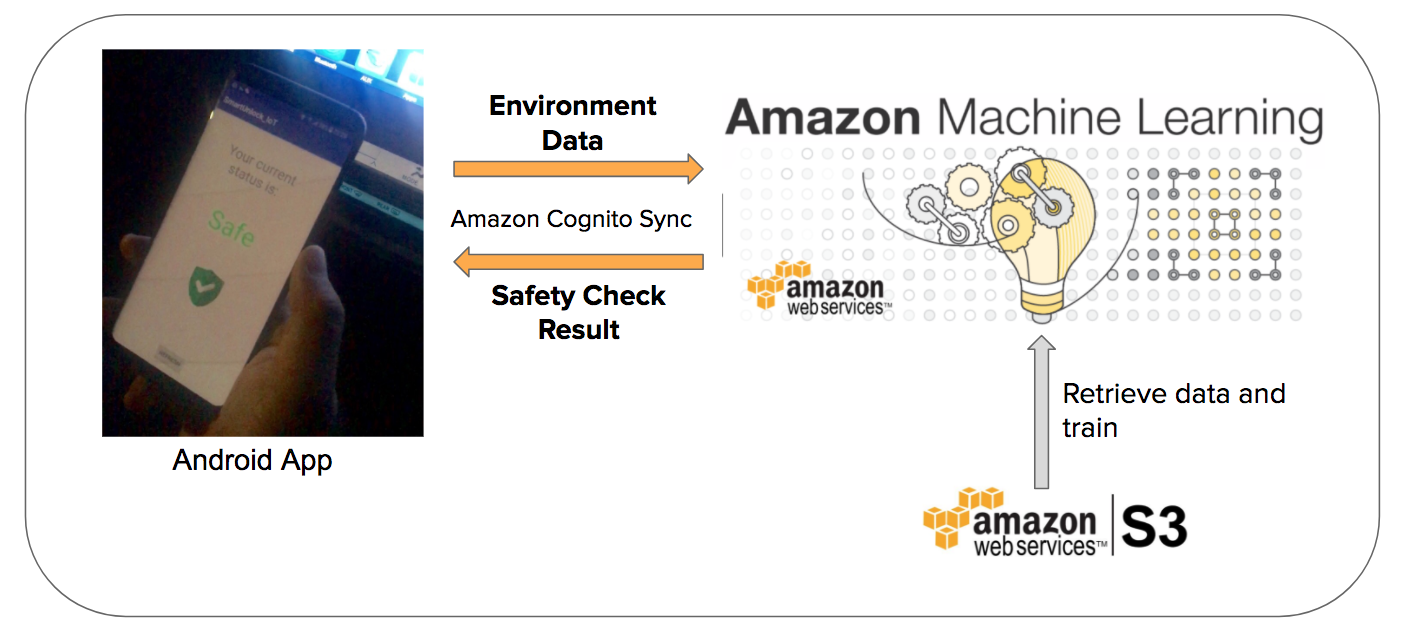 SmartUnlock_IoT
Your current
status is:
Safe
Android App
Environment
Data
Amazon Cognito Sync
Safety Check
Result
Amazon Machine Learning
amazon
web services™
Retrieve data and
train
amazon
web services™ | S3